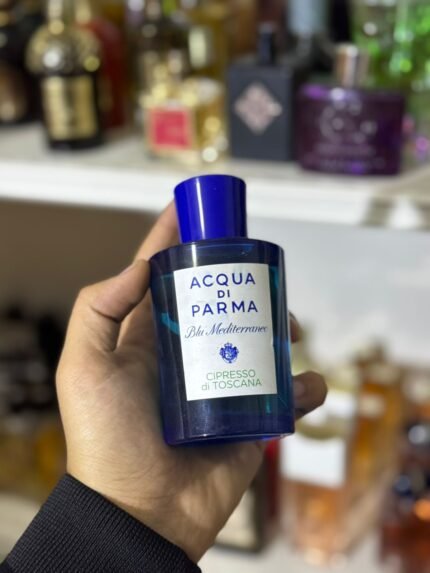 ACQUA
DI
PARMA
Blu Mediterraneo
CIPRESSO
di TOSCANA